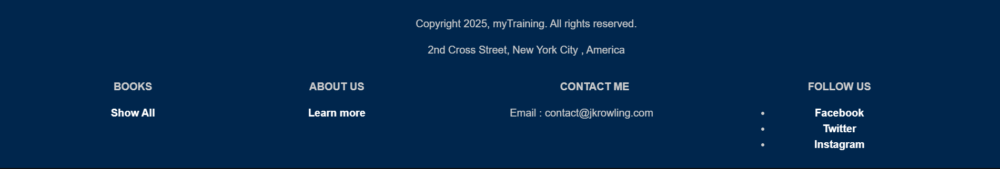 Copyright 2025, myTraining. All rights reserved.
2nd Cross Street, New York City , America
BOOKS
Show All
ABOUT US
Learn more
CONTACT ME
Email : contact@jkrowling.com
FOLLOW US
• Facebook
• Twitter
• Instagram